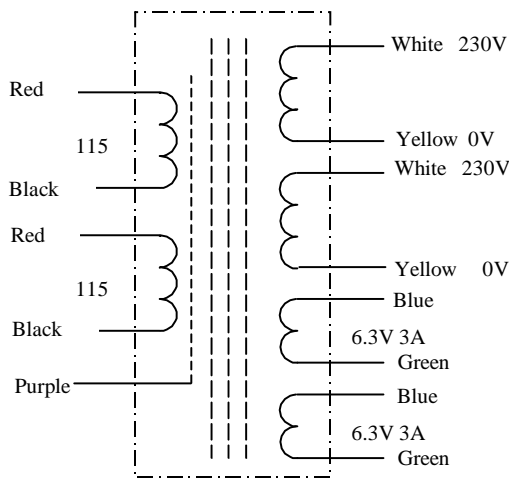 Red
115
Black
Red
115
Black
Purple
White 230V
Yellow 0V
White 230V
Yellow 0V
Blue
6.3V 3A
Green
Blue
6.3V 3A
Green